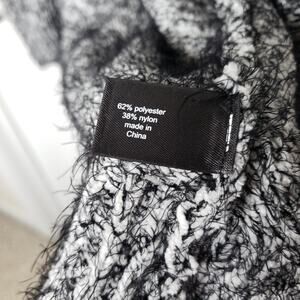 62% polyester
38% nylon
made in
China